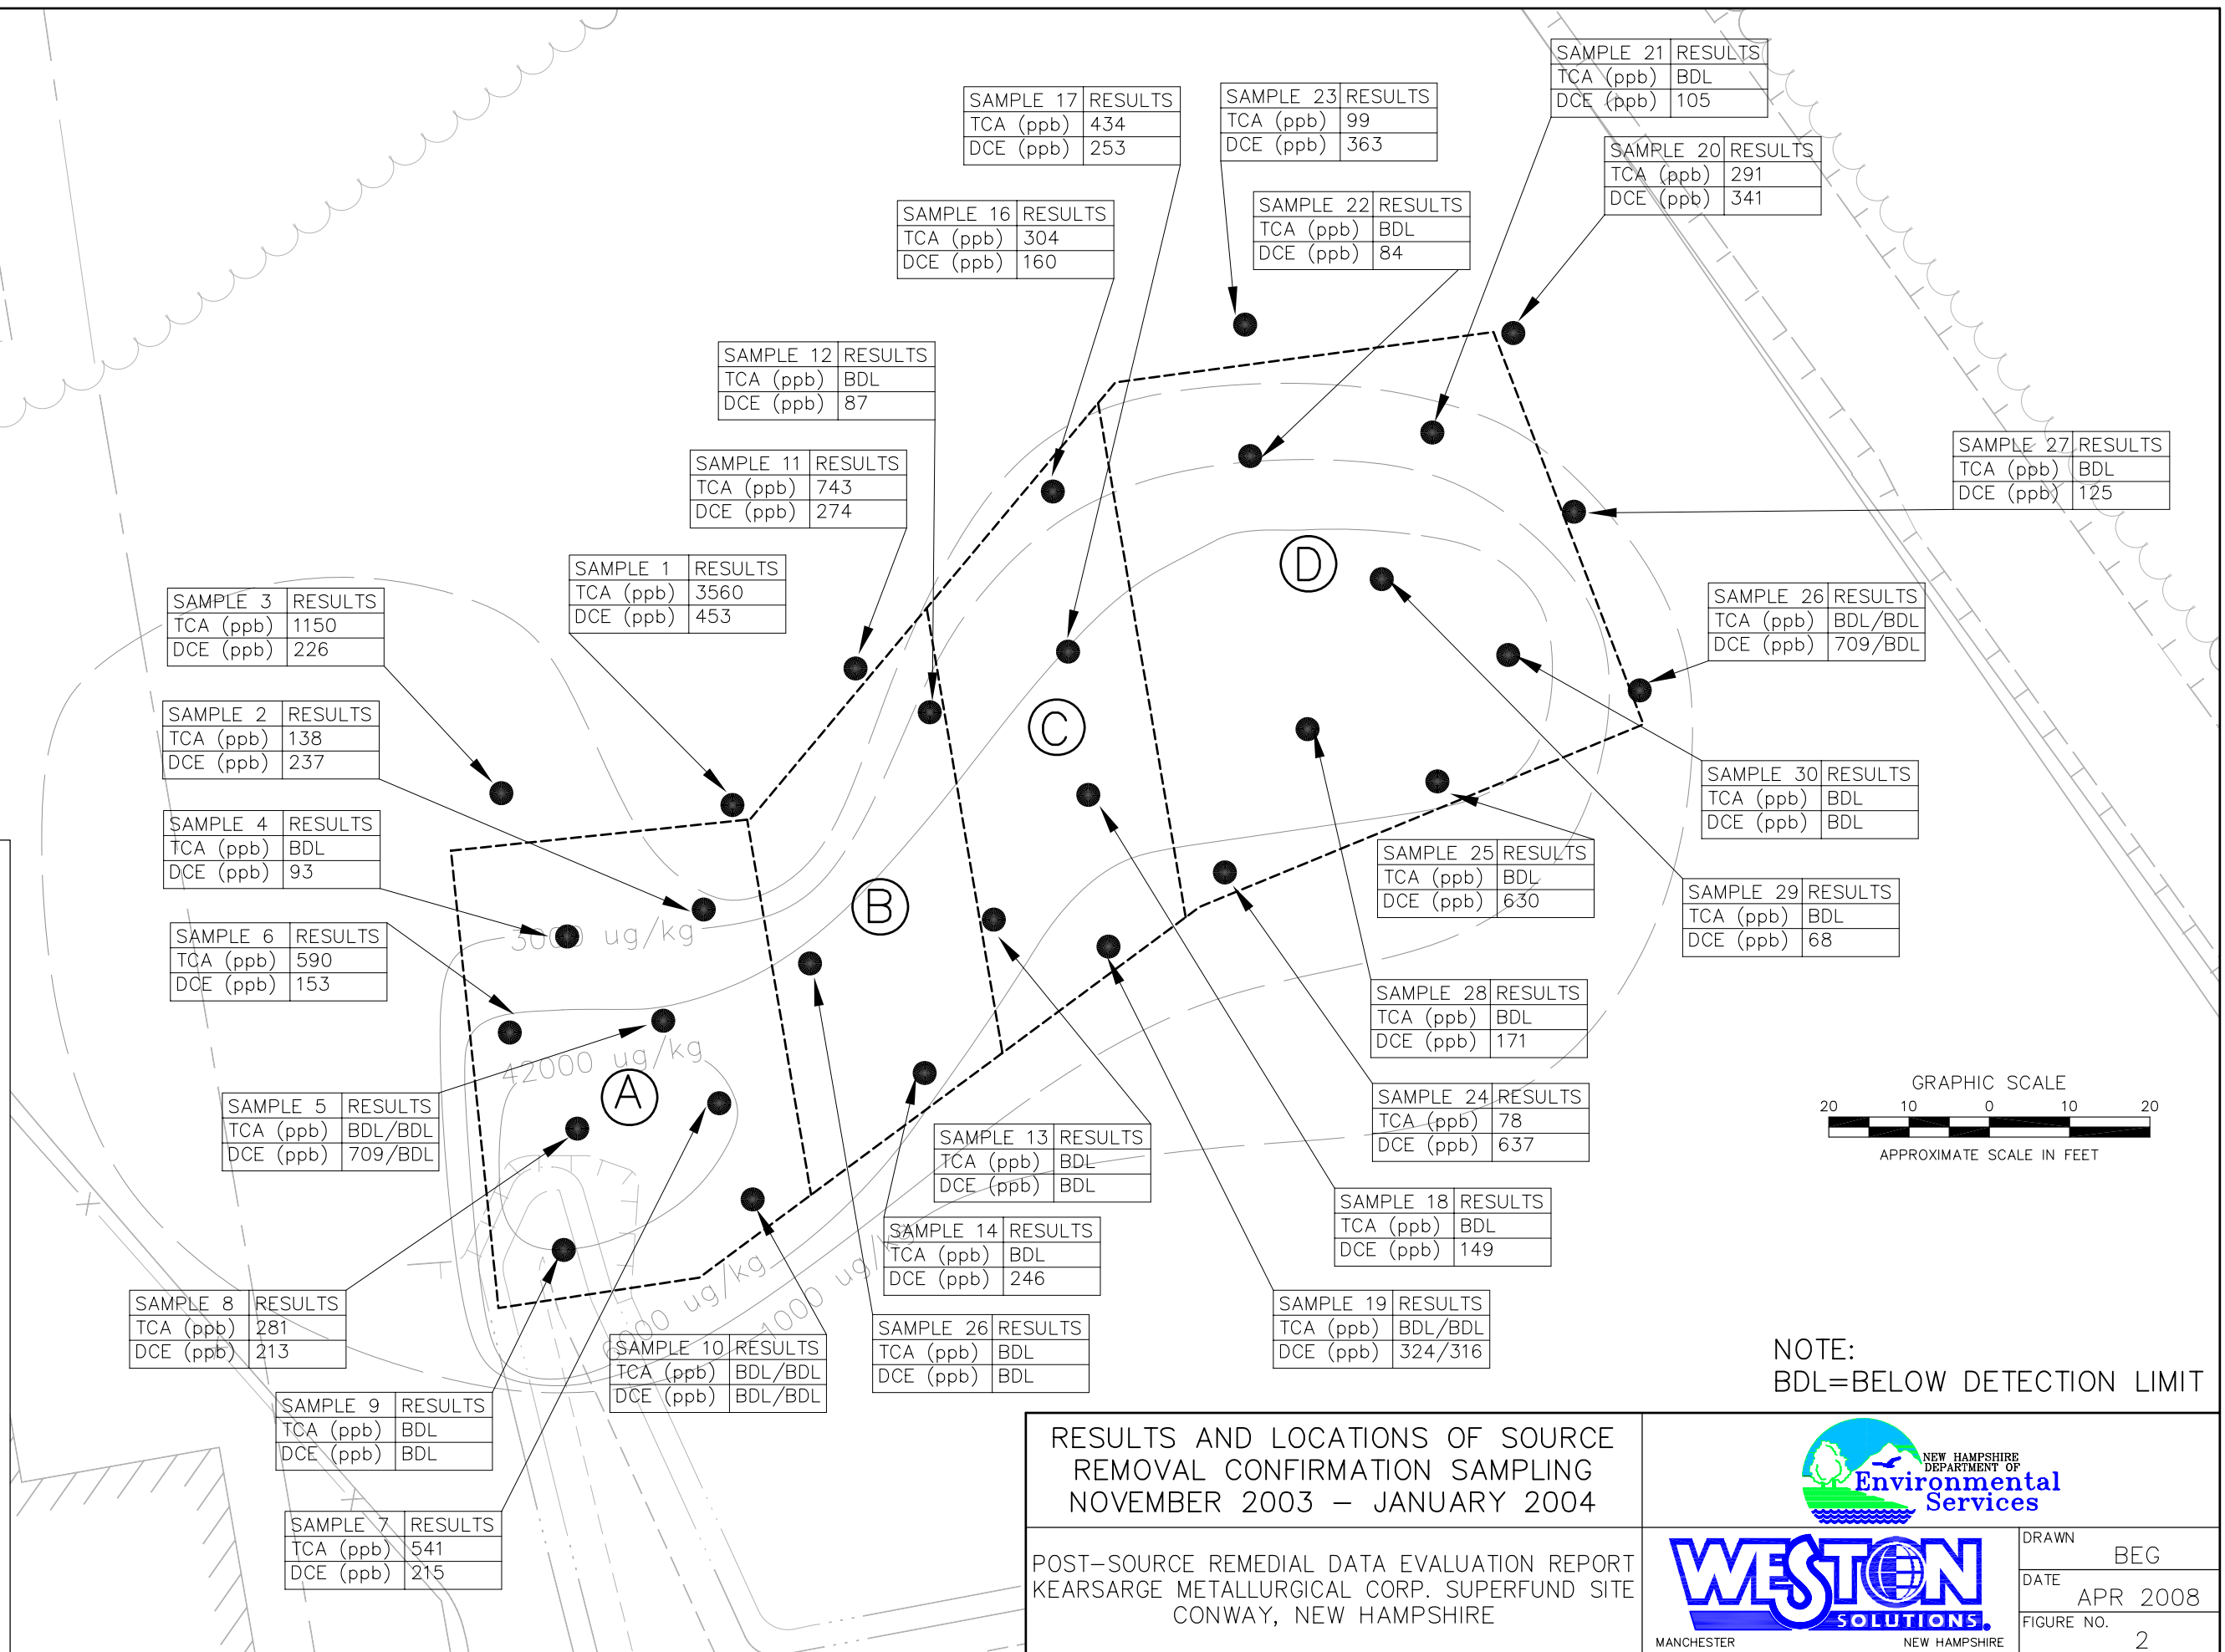 SAMPLE 21 RESULTS
TCA (ppb) BDL
DCE (ppb) 105
SAMPLE 17 RESULTS
TCA (ppb) 434
DCE (ppb) 253
SAMPLE 23 RESULTS
TCA (ppb) 99
DCE (ppb) 363
SAMPLE 20 RESULTS
TCA (ppb) 291
DCE (ppb) 341
SAMPLE 16 RESULTS
TCA (ppb) 304
DCE (ppb) 160
SAMPLE 22 RESULTS
TCA (ppb) BDL
DCE (ppb) 84
SAMPLE 12 RESULTS
TCA (ppb) BDL
DCE (ppb) 87
SAMPLE 11 RESULTS
TCA (ppb) 743
DCE (ppb) 274
SAMPLE 27 RESULTS
TCA (ppb) BDL
DCE (ppb) 125
SAMPLE 1 RESULTS
TCA (ppb) 3560
DCE (ppb) 453
SAMPLE 3 RESULTS
TCA (ppb) 1150
DCE (ppb) 226
SAMPLE 26 RESULTS
TCA (ppb) BDL/BDL
DCE (ppb) 709/BDL
SAMPLE 2 RESULTS
TCA (ppb) 138
DCE (ppb) 237
SAMPLE 4 RESULTS
TCA (ppb) BDL
DCE (ppb) 93
SAMPLE 6 RESULTS
TCA (ppb) 590
DCE (ppb) 153
SAMPLE 30 RESULTS
TCA (ppb) BDL
DCE (ppb) BDL
SAMPLE 25 RESULTS
TCA (ppb) BDL
DCE (ppb) 630
SAMPLE 29 RESULTS
TCA (ppb) BDL
DCE (ppb) 68
D
C
B
A
3000 ug/kg
42000 ug/kg
6000 ug/kg
1000 ug/kg
SAMPLE 28 RESULTS
TCA (ppb) BDL
DCE (ppb) 171
SAMPLE 24 RESULTS
TCA (ppb) 78
DCE (ppb) 637
SAMPLE 5 RESULTS
TCA (ppb) BDL/BDL
DCE (ppb) 709/BDL
SAMPLE 13 RESULTS
TCA (ppb) BDL
DCE (ppb) BDL
SAMPLE 18 RESULTS
TCA (ppb) BDL
DCE (ppb) 149
SAMPLE 14 RESULTS
TCA (ppb) BDL
DCE (ppb) 246
SAMPLE 8 RESULTS
TCA (ppb) 281
DCE (ppb) 213
SAMPLE 19 RESULTS
TCA (ppb) BDL/BDL
DCE (ppb) 324/316
SAMPLE 10 RESULTS
TCA (ppb) BDL/BDL
DCE (ppb) BDL/BDL
SAMPLE 26 RESULTS
TCA (ppb) BDL
DCE (ppb) BDL
SAMPLE 9 RESULTS
TCA (ppb) BDL
DCE (ppb) BDL
SAMPLE 7 RESULTS
TCA (ppb) 541
DCE (ppb) 215
GRAPHIC SCALE
20 10 0 10 20
APPROXIMATE SCALE IN FEET
NOTE:
BDL=BELOW DETECTION LIMIT
RESULTS AND LOCATIONS OF SOURCE
REMOVAL CONFIRMATION SAMPLING
NOVEMBER 2003 – JANUARY 2004
POST–SOURCE REMEDIAL DATA EVALUATION REPORT
KEARSARGE METALLURGICAL CORP. SUPERFUND SITE
CONWAY, NEW HAMPSHIRE
NEW HAMPSHIRE
DEPARTMENT OF
Environmental
Services
WESTON
SOLUTIONS.
MANCHESTER NEW HAMPSHIRE
DRAWN
BEG
DATE
APR 2008
FIGURE NO.
2